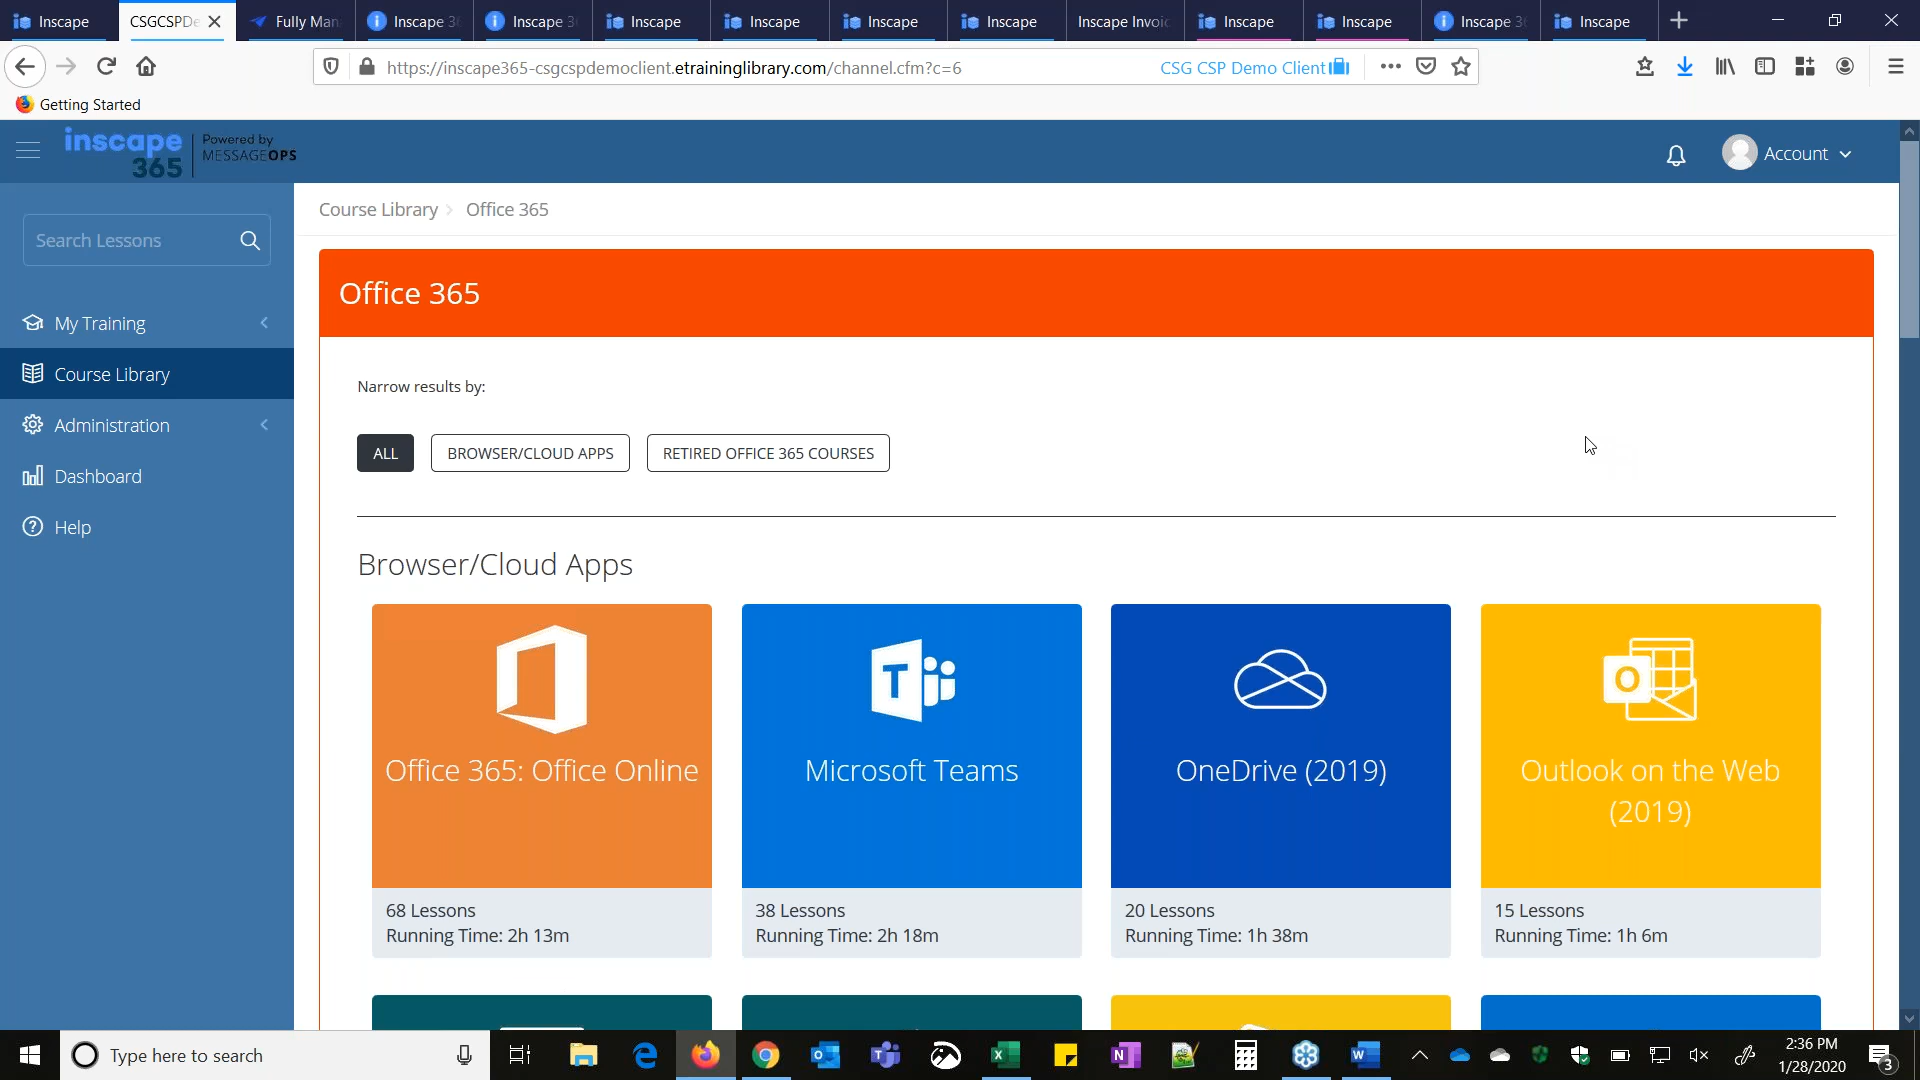 Inscape
CSGCSPDe
Fully Man
Inscape 36
Inscape 36
Inscape
Inscape
Inscape
Inscape
Inscape Invoic
Inscape
Inscape
Inscape 36
Inscape
https://inscape365-csgcspdemoclient.etraininglibrary.com/channel.cfm?c=6
CSG CSP Demo Client
Getting Started
inscape
365
Powered by
MESSAGEOPS
Account
Search Lessons
My Training
Course Library
Administration
Dashboard
Help
Course Library
Office 365
Office 365
Narrow results by:
ALL
BROWSER/CLOUD APPS
RETIRED OFFICE 365 COURSES
Browser/Cloud Apps
Office 365: Office Online
68 Lessons
Running Time: 2h 13m
Microsoft Teams
38 Lessons
Running Time: 2h 18m
OneDrive (2019)
20 Lessons
Running Time: 1h 38m
Outlook on the Web
(2019)
15 Lessons
Running Time: 1h 6m
Type here to search
2:36 PM
1/28/2020
3